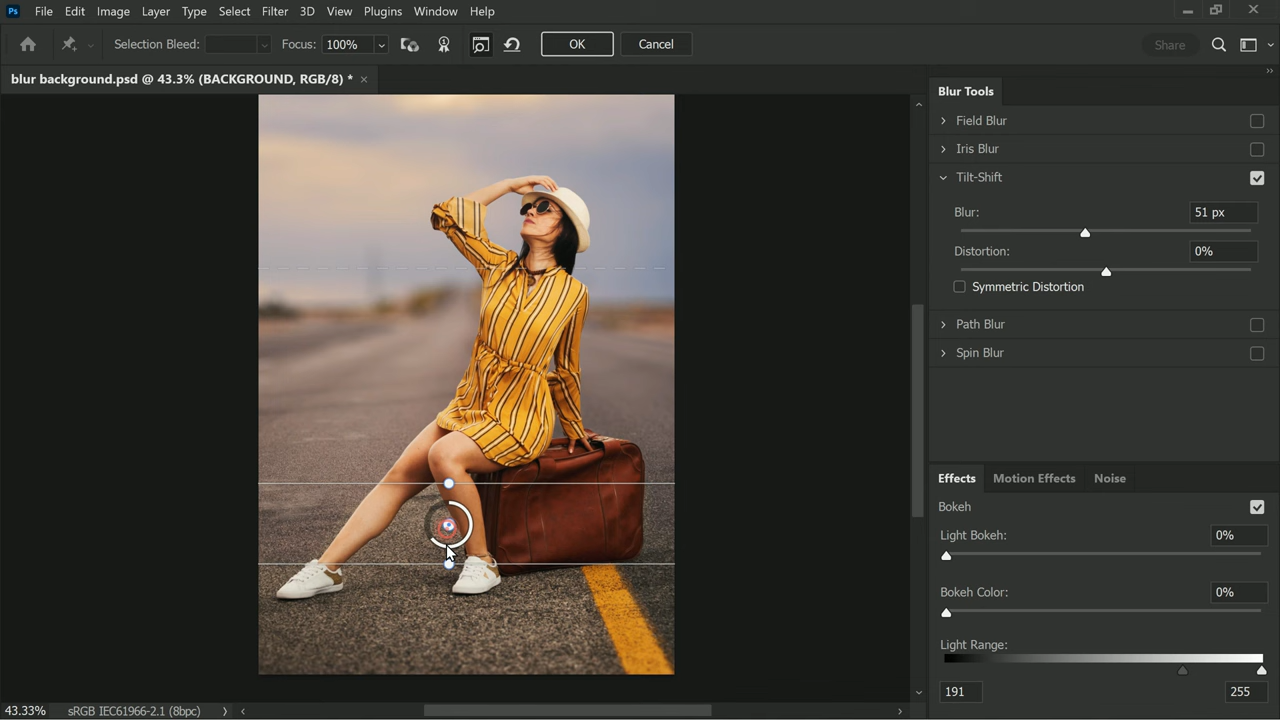 Ps File Edit Image Layer Type Select Filter 3D View Plugins Window Help
Selection Bleed: Focus: 100% OK Cancel Share
blur background.psd @ 43.3% (BACKGROUND, RGB/8) * ×
Blur Tools
Field Blur
Iris Blur
Tilt-Shift
Blur: 51 px
Distortion: 0%
Symmetric Distortion
Path Blur
Spin Blur
Effects Motion Effects Noise
Bokeh
Light Bokeh: 0%
Bokeh Color: 0%
Light Range:
191 255
43.33% sRGB IEC61966-2.1 (8bpc)